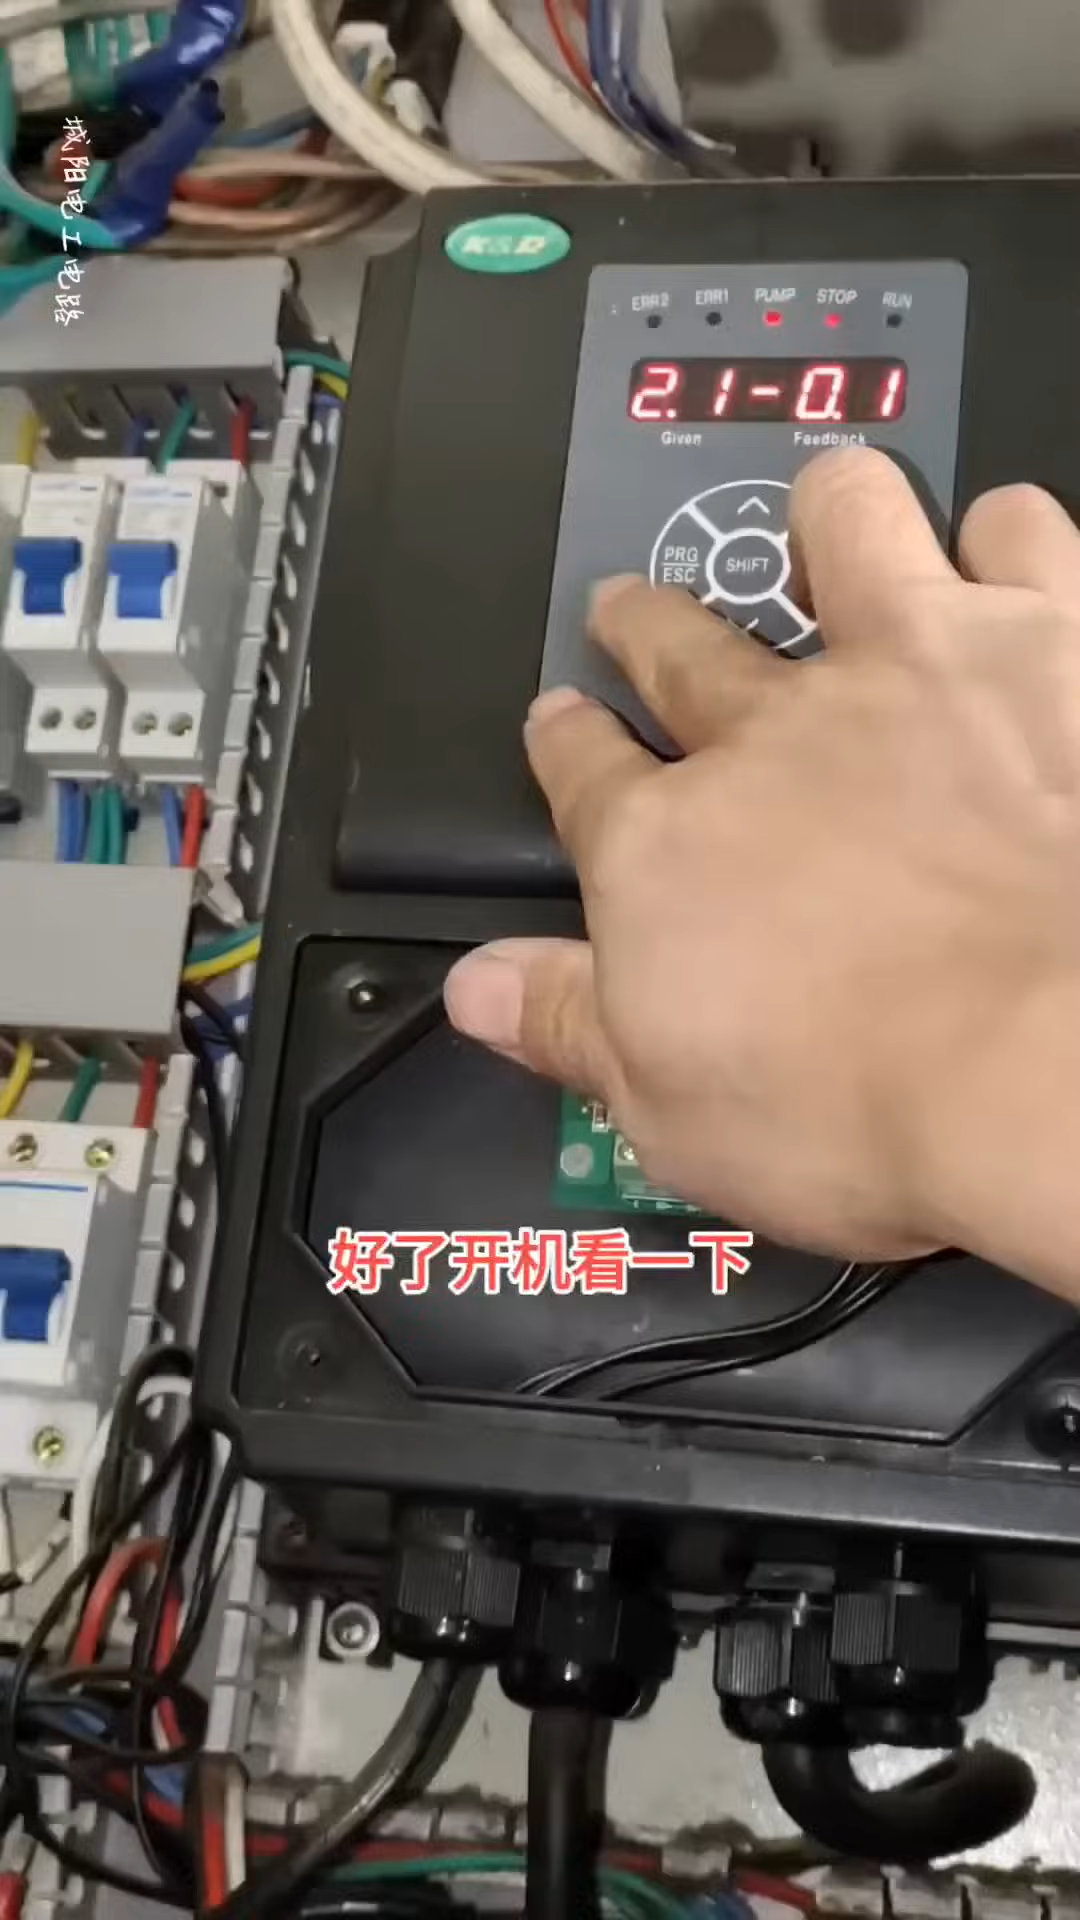 城阳电工电器
K&D
ERR2 ERR1 PUMP STOP RUN
2.1-0.1
Given Feedback
PRG
ESC
SHIFT
好了开机看一下